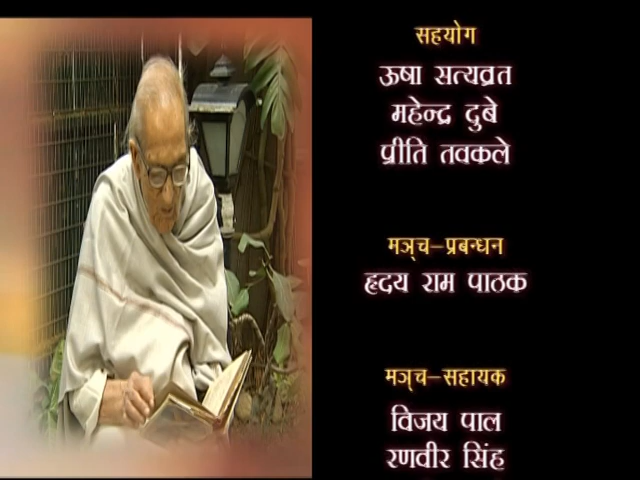 सहयोग
ऊषा सत्यव्रत
महेन्द्र दुबे
प्रीति तवकले
मञ्च-प्रबन्धन
हृदय राम पाठक
मञ्च-सहायक
विजय पाल
रणवीर सिंह